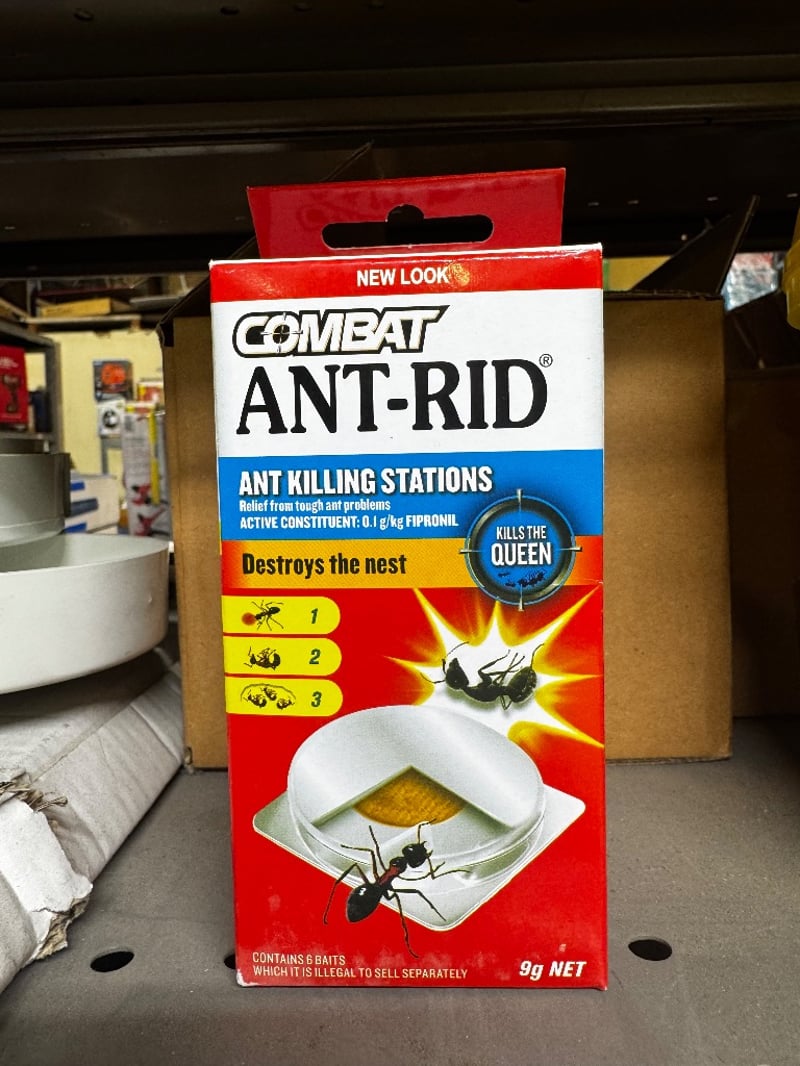 NEW LOOK
COMBAT
ANT-RID®
ANT KILLING STATIONS
Relief from tough ant problems
ACTIVE CONSTITUENT: 0.1 g/kg FIPRONIL
KILLS THE
QUEEN
Destroys the nest
1
2
3
CONTAINS 6 BAITS
WHICH IT IS ILLEGAL TO SELL SEPARATELY
9g NET